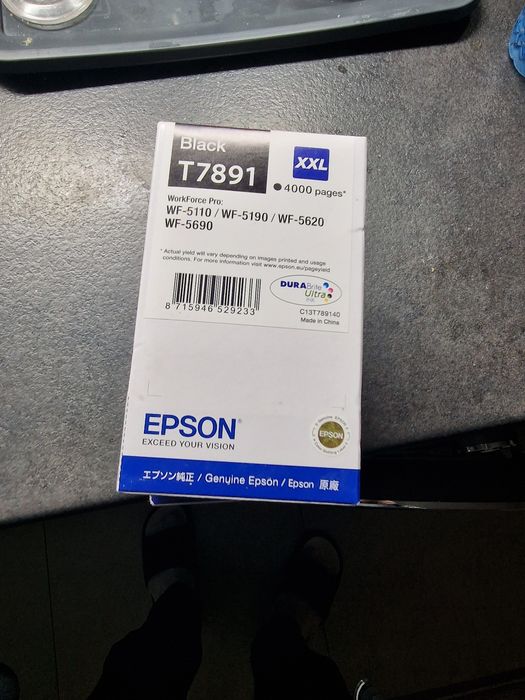 Black
T7891
XXL
4000 pages*
WorkForce Pro:
WF-5110 / WF-5190 / WF-5620
WF-5690
* Actual yield will vary depending on images printed and usage
conditions. For more information visit www.epson.eu/pageyield
DURABrite
Ultra
INK
8 715946 529233
C13T789140
Made in China
EPSON®
EXCEED YOUR VISION
EPSON
エプソン純正 / Genuine Epson / Epson 原廠